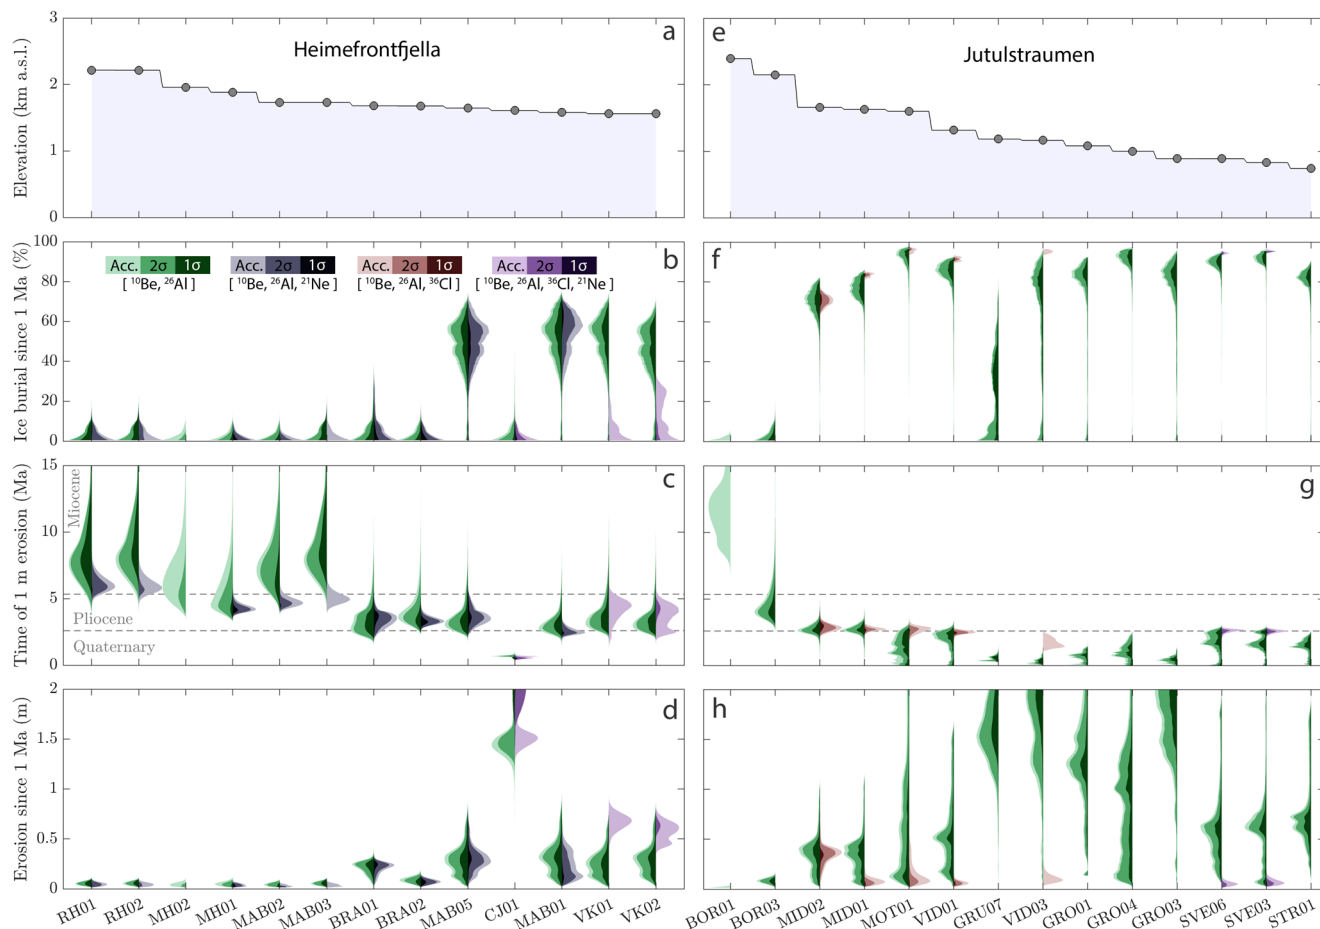 Elevation (km a.s.l.)
3
2
1
0
Heimefrontfjella
a
e
Jutulstraumen
Ice burial since 1 Ma (%)
100
80
60
40
20
0
Acc. 2σ 1σ
[ ¹⁰Be, ²⁶Al ]
Acc. 2σ 1σ
[ ¹⁰Be, ²⁶Al, ²¹Ne ]
Acc. 2σ 1σ
[ ¹⁰Be, ²⁶Al, ³⁶Cl ]
Acc. 2σ 1σ
[ ¹⁰Be, ²⁶Al, ³⁶Cl, ²¹Ne ]
b
f
Time of 1 m erosion (Ma)
15
10
5
0
Miocene
Pliocene
Quaternary
c
g
Erosion since 1 Ma (m)
2
1.5
1
0.5
0
d
h
RH01
RH02
MH02
MH01
MAB02
MAB03
BRA01
BRA02
MAB05
CJ01
MAB01
VK01
VK02
BOR01
BOR03
MID02
MID01
MOT01
VID01
GRU07
VID03
GRO01
GRO04
GRO03
SVE06
SVE03
STR01